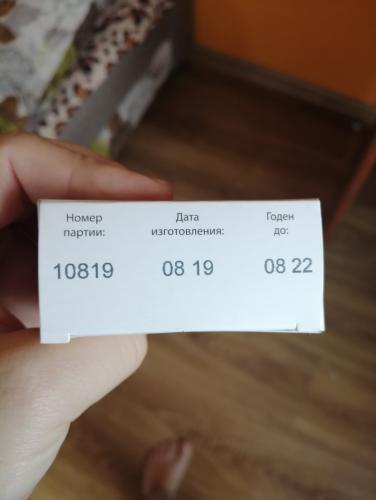 Номер партии:
10819
Дата изготовления:
08 19
Годен до:
08 22